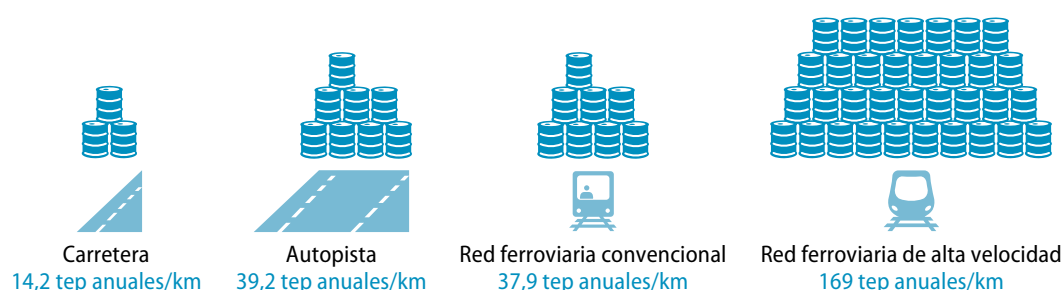 Carretera
14,2 tep anuales/km
Autopista
39,2 tep anuales/km
Red ferroviaria convencional
37,9 tep anuales/km
Red ferroviaria de alta velocidad
169 tep anuales/km